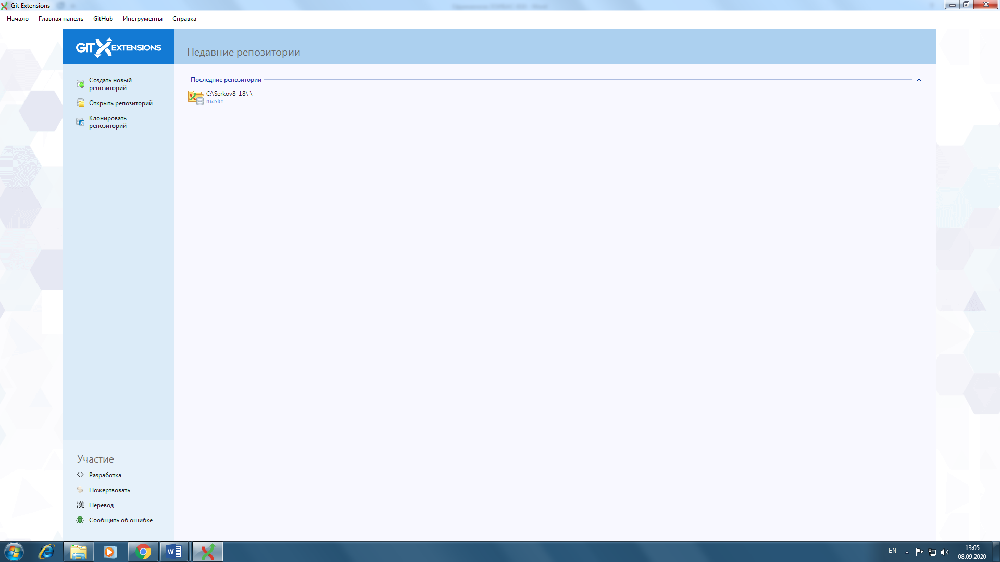 Git Extensions
Начало Главная панель GitHub Инструменты Справка
GIT EXTENSIONS
Недавние репозитории
Создать новый
репозиторий
Открыть репозиторий
Клонировать
репозиторий
Последние репозитории
C:\Serkov8-18\-\
master
Участие
Разработка
Пожертвовать
漢 Перевод
Сообщить об ошибке
EN
13:05
08.09.2020